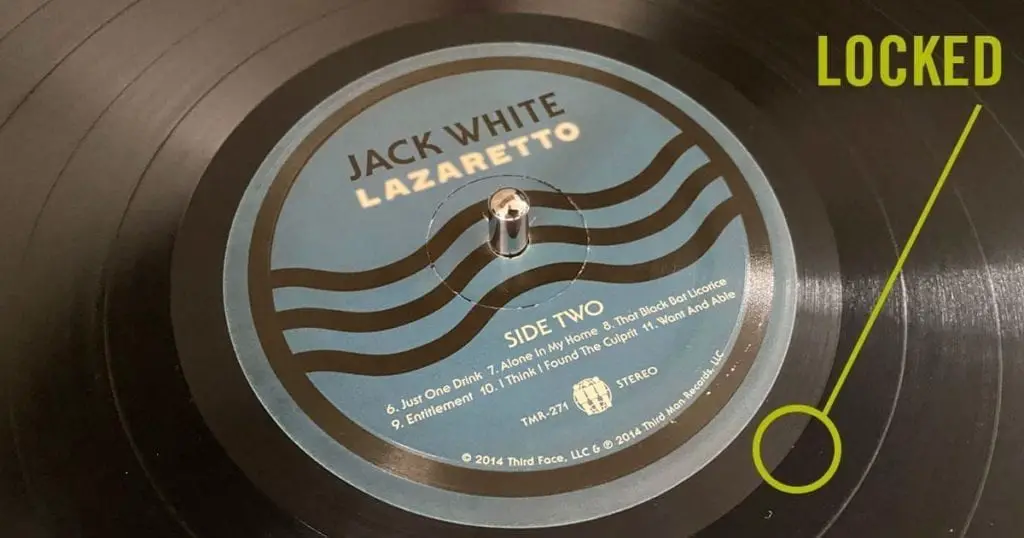 LOCKED
JACK WHITE
LAZARETTO
SIDE TWO
6. Just One Drink 7. Alone In My Home 8. That Black Bat Licorice
9. Entitlement 10. I Think I Found The Culprit 11. Want And Able
TMR-271 STEREO
© 2014 Third Face, LLC & ℗ 2014 Third Man Records, LLC